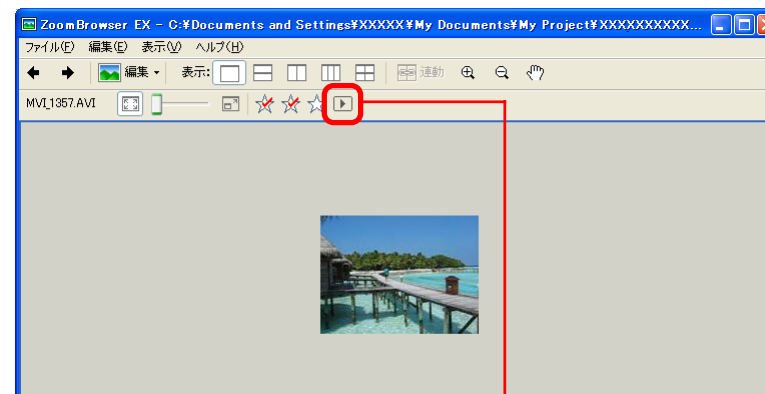 ZoomBrowser EX - C:¥Documents and Settings¥XXXXX¥My Documents¥My Project¥XXXXXXXXXX...
ファイル(F) 編集(E) 表示(V) ヘルプ(H)
編集 表示: 連動
MVI_1357.AVI